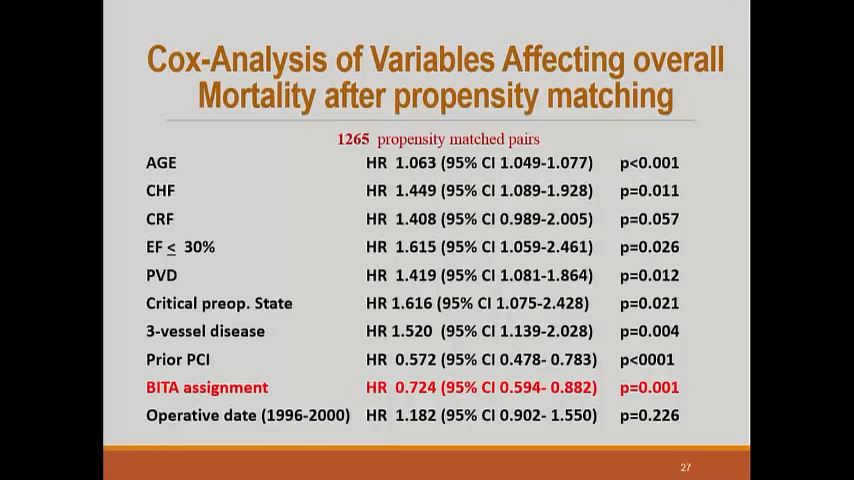 Cox-Analysis of Variables Affecting overall
Mortality after propensity matching
1265 propensity matched pairs
AGE HR 1.063 (95% CI 1.049-1.077) p<0.001
CHF HR 1.449 (95% CI 1.089-1.928) p=0.011
CRF HR 1.408 (95% CI 0.989-2.005) p=0.057
EF ≤ 30% HR 1.615 (95% CI 1.059-2.461) p=0.026
PVD HR 1.419 (95% CI 1.081-1.864) p=0.012
Critical preop. State HR 1.616 (95% CI 1.075-2.428) p=0.021
3-vessel disease HR 1.520 (95% CI 1.139-2.028) p=0.004
Prior PCI HR 0.572 (95% CI 0.478- 0.783) p<0001
BITA assignment HR 0.724 (95% CI 0.594- 0.882) p=0.001
Operative date (1996-2000) HR 1.182 (95% CI 0.902- 1.550) p=0.226
27